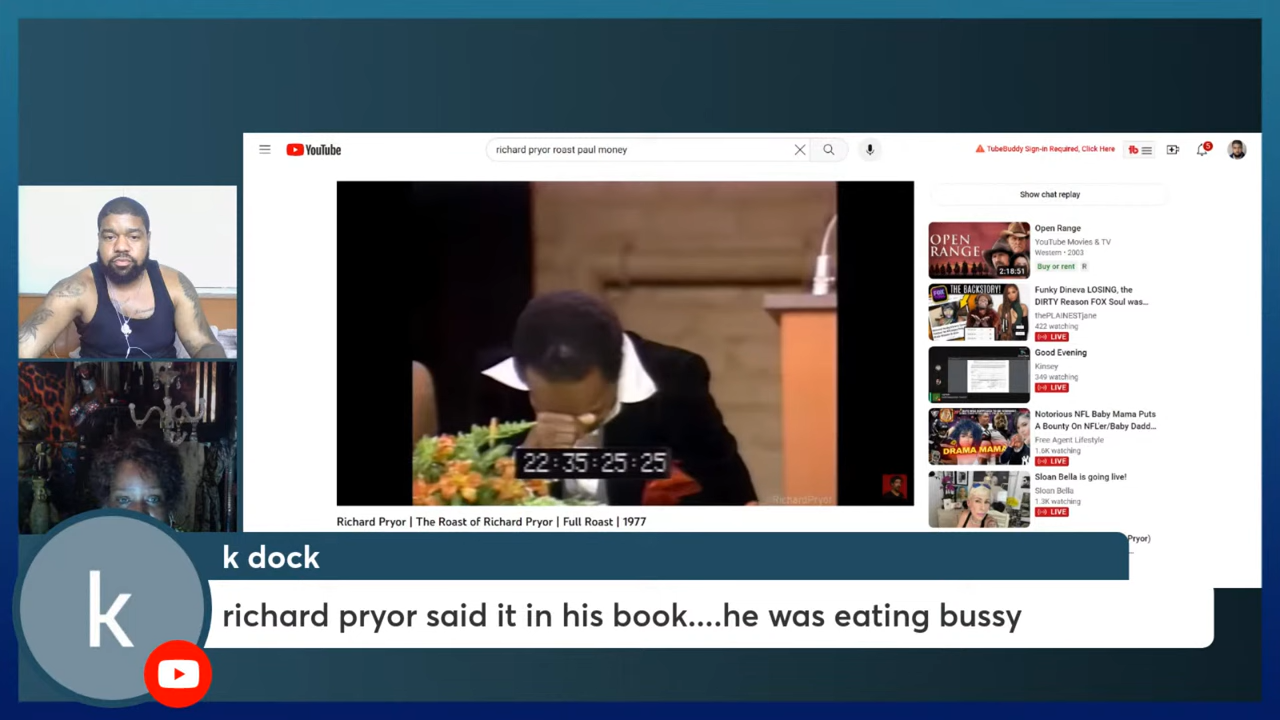 YouTube
richard pryor roast paul money
TubeBuddy Sign-in Required, Click Here
tb
5
Show chat replay
OPEN
RANGE
2:18:51
Open Range
YouTube Movies & TV
Western • 2003
Buy or rent
R
THE BACKSTORY!
Funky Dineva LOSING, the
DIRTY Reason FOX Soul was...
thePLAINESTjane
422 watching
LIVE
Good Evening
Kinsey
349 watching
LIVE
DRAMA MAMA
Notorious NFL Baby Mama Puts
A Bounty On NFL'er/Baby Dadd...
Free Agent Lifestyle
1.6K watching
LIVE
Sloan Bella is going live!
Sloan Bella
1.3K watching
LIVE
Pryor)
22:35:25:25
RichardPryor
Richard Pryor | The Roast of Richard Pryor | Full Roast | 1977
k
k dock
richard pryor said it in his book....he was eating bussy